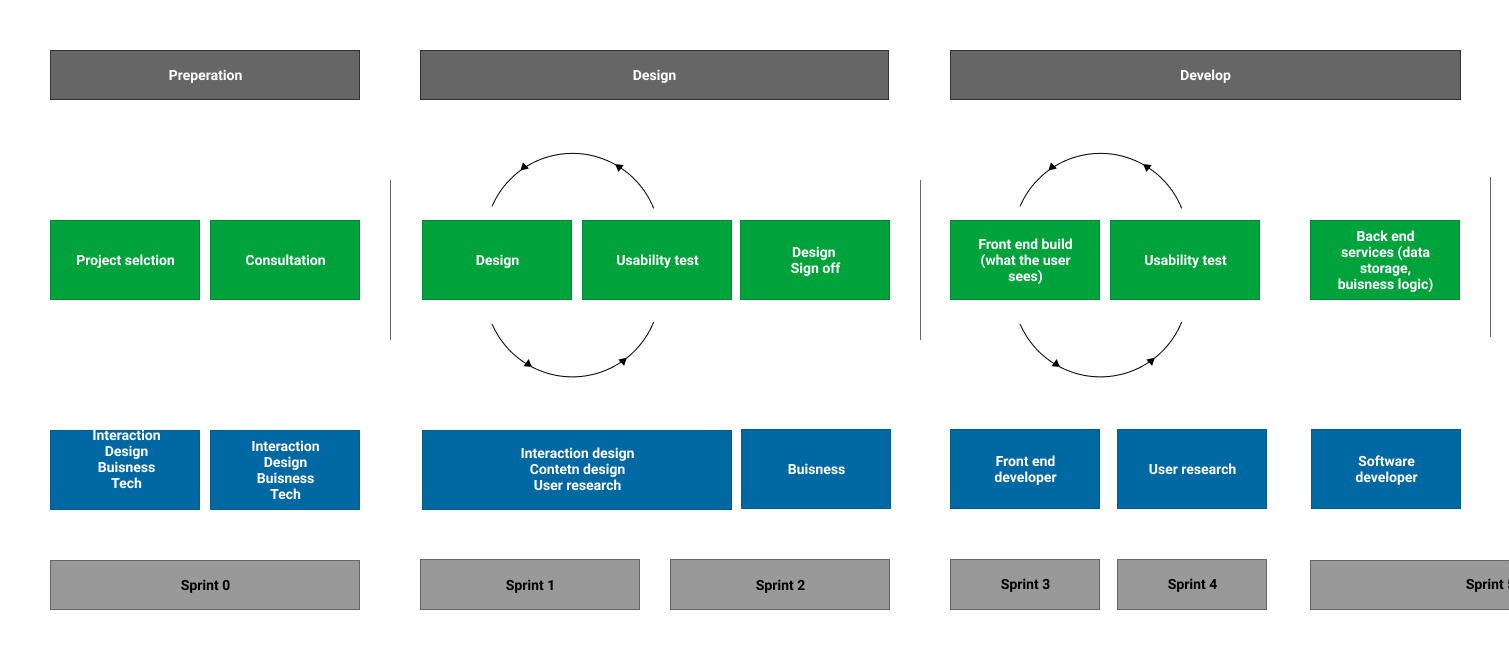 Preperation
Design
Develop
Project selction
Consultation
Design
Usability test
Design
Sign off
Front end build
(what the user
sees)
Usability test
Back end
services (data
storage,
buisness logic)
Interaction
Design
Buisness
Tech
Interaction
Design
Buisness
Tech
Interaction design
Contetn design
User research
Buisness
Front end
developer
User research
Software
developer
Sprint 0
Sprint 1
Sprint 2
Sprint 3
Sprint 4
Sprint